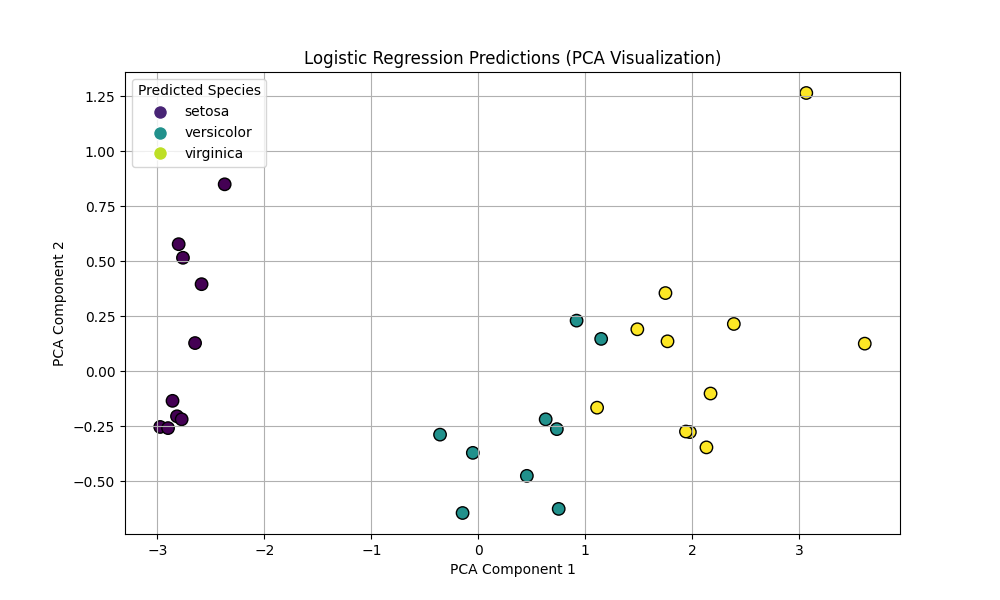 Logistic Regression Predictions (PCA Visualization)
Predicted Species
setosa
versicolor
virginica
1.25
1.00
0.75
0.50
0.25
0.00
−0.25
−0.50
PCA Component 2
−3
−2
−1
0
1
2
3
PCA Component 1